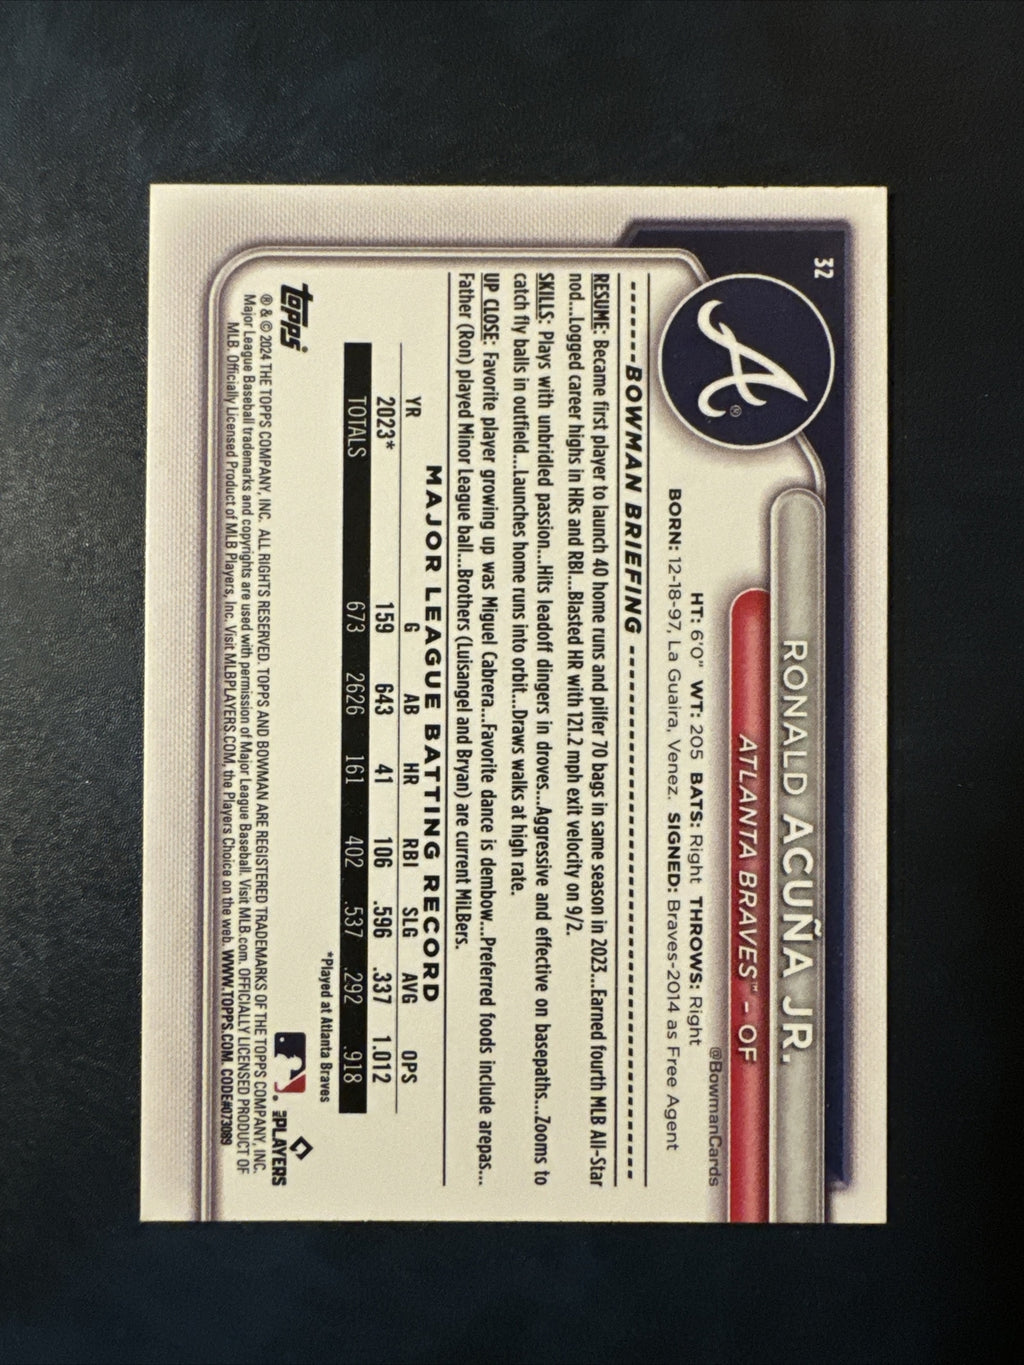 32
RONALD ACUÑA JR.
ATLANTA BRAVES™ - OF
@BowmanCards
HT: 6'0" WT: 205 BATS: Right THROWS: Right
BORN: 12-18-97, La Guaira, Venez. SIGNED: Braves-2014 as Free Agent
BOWMAN BRIEFING
RESUME: Became first player to launch 40 home runs and pilfer 70 bags in same season in 2023...Earned fourth MLB All-Star
nod...Logged career highs in HRs and RBI...Blasted HR with 121.2 mph exit velocity on 9/2.
SKILLS: Plays with unbridled passion...Hits leadoff dingers in droves...Aggressive and effective on basepaths...Zooms to
catch fly balls in outfield...Launches home runs into orbit...Draws walks at high rate.
UP CLOSE: Favorite player growing up was Miguel Cabrera...Favorite dance is dembow...Preferred foods include arepas...
Father (Ron) played Minor League ball...Brothers (Luisangel and Bryan) are current MiLBers.
MAJOR LEAGUE BATTING RECORD
YR G AB HR RBI SLG AVG OPS
2023* 159 643 41 106 .596 .337 1.012
TOTALS 673 2626 161 402 .537 .292 .918
*Played at Atlanta Braves
topps®
MLB PLAYERS
® & © 2024 THE TOPPS COMPANY, INC. ALL RIGHTS RESERVED. TOPPS AND BOWMAN ARE REGISTERED TRADEMARKS OF THE TOPPS COMPANY, INC.
Major League Baseball trademarks and copyrights are used with permission of Major League Baseball. Visit MLB.com. OFFICIALLY LICENSED PRODUCT OF
MLB. Officially Licensed Product of MLB Players, Inc. Visit MLBPLAYERS.COM, the Players Choice on the web. WWW.TOPPS.COM. CODE#073089